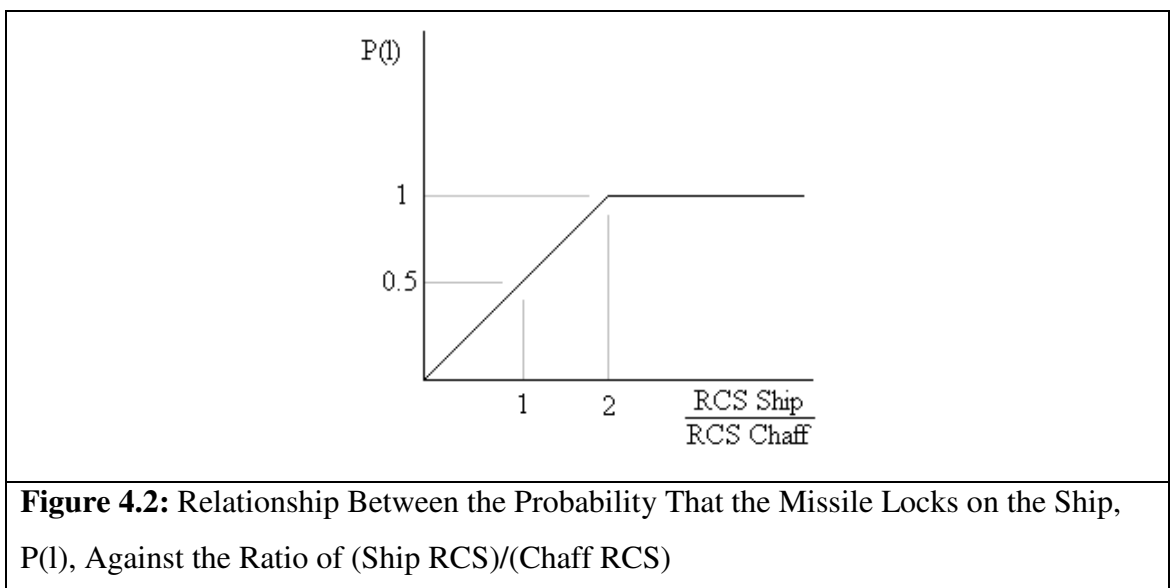 P(l)
1
0.5
1 2 RCS Ship
RCS Chaff
Figure 4.2: Relationship Between the Probability That the Missile Locks on the Ship,
P(l), Against the Ratio of (Ship RCS)/(Chaff RCS)